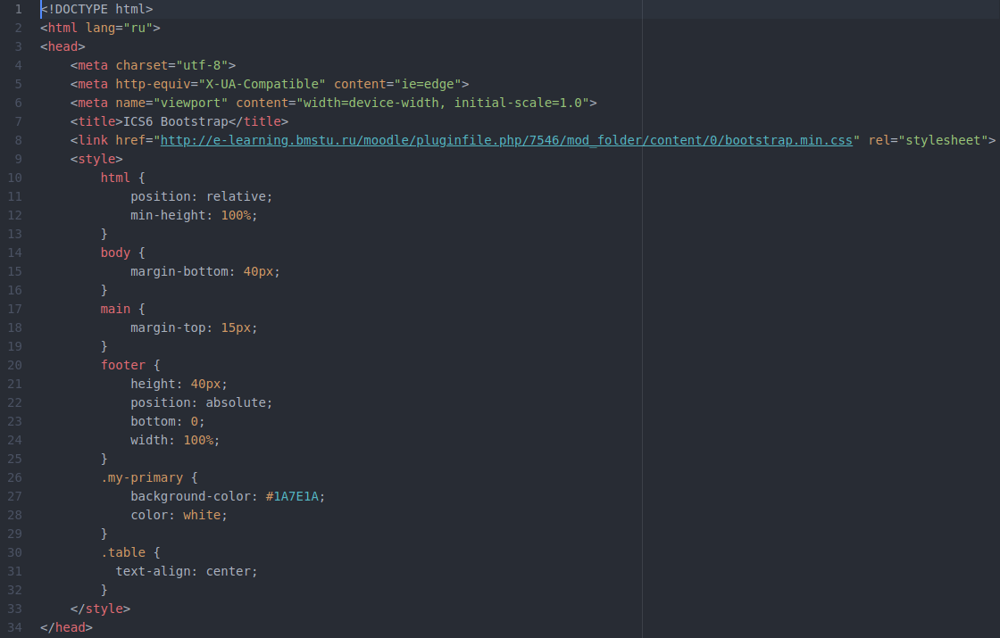 1 <!DOCTYPE html>
2 <html lang="ru">
3 <head>
4     <meta charset="utf-8">
5     <meta http-equiv="X-UA-Compatible" content="ie=edge">
6     <meta name="viewport" content="width=device-width, initial-scale=1.0">
7     <title>ICS6 Bootstrap</title>
8     <link href="http://e-learning.bmstu.ru/moodle/pluginfile.php/7546/mod_folder/content/0/bootstrap.min.css" rel="stylesheet">
9     <style>
10         html {
11             position: relative;
12             min-height: 100%;
13         }
14         body {
15             margin-bottom: 40px;
16         }
17         main {
18             margin-top: 15px;
19         }
20         footer {
21             height: 40px;
22             position: absolute;
23             bottom: 0;
24             width: 100%;
25         }
26         .my-primary {
27             background-color: #1A7E1A;
28             color: white;
29         }
30         .table {
31           text-align: center;
32         }
33     </style>
34 </head>